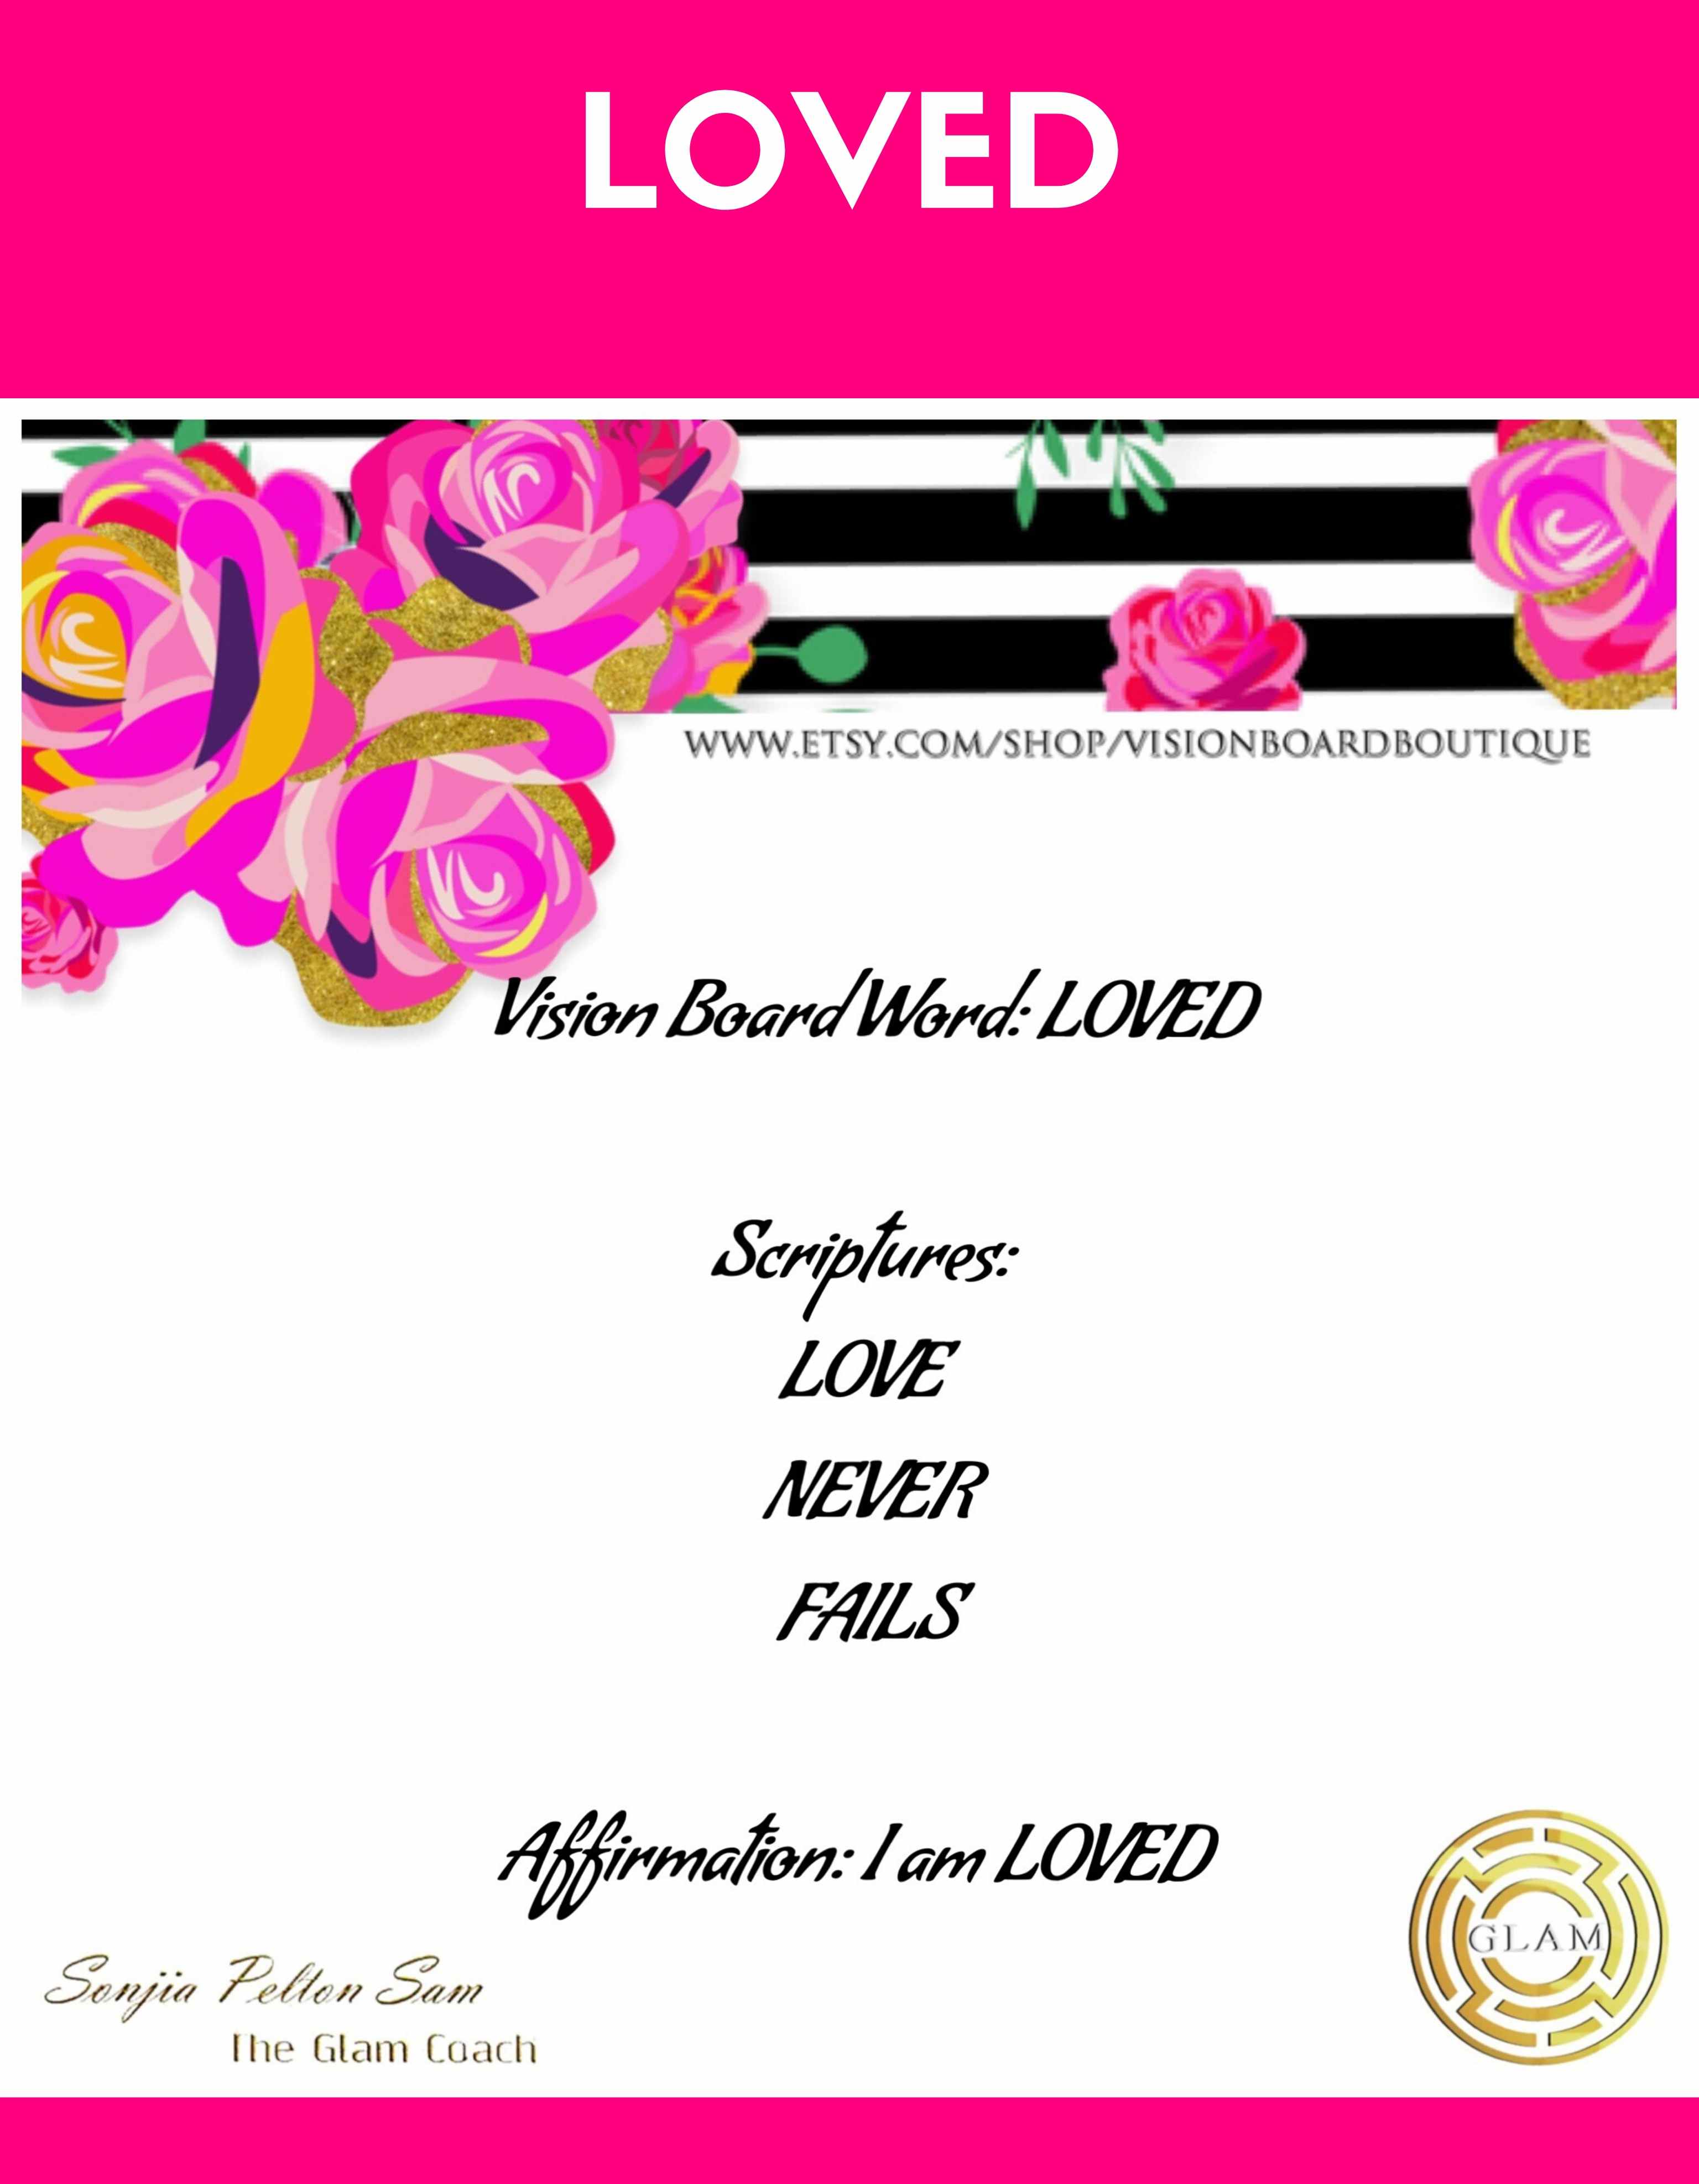 LOVED
WWW.ETSY.COM/SHOP/VISIONBOARDBOUTIQUE
Vision Board Word: LOVED
Scriptures:
LOVE
NEVER
FAILS
Affirmation: I am LOVED
GLAM
Sonjia Pelton Sam
The Glam Coach